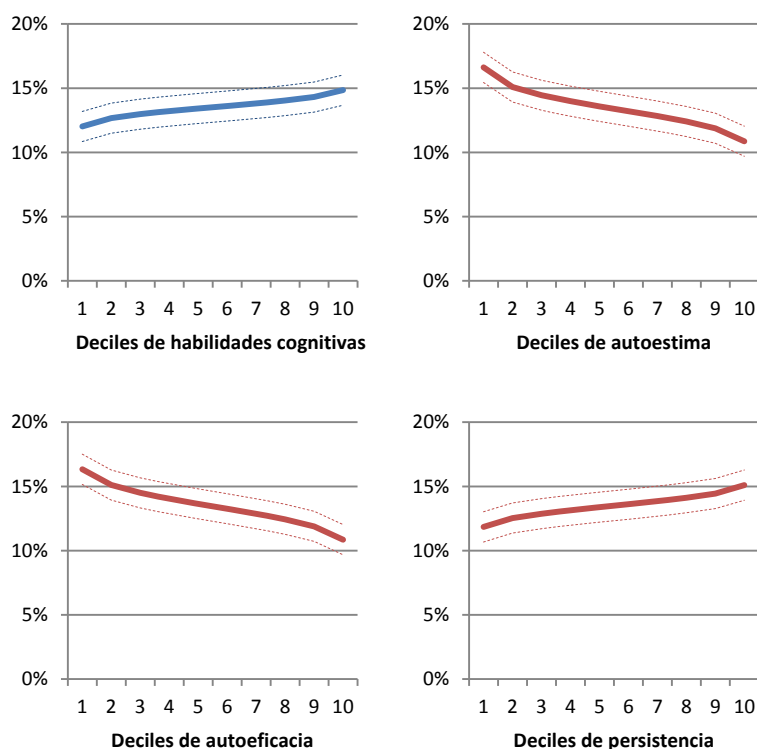 20%
15%
10%
5%
0%
1 2 3 4 5 6 7 8 9 10
Deciles de habilidades cognitivas
20%
15%
10%
5%
0%
1 2 3 4 5 6 7 8 9 10
Deciles de autoestima
20%
15%
10%
5%
0%
1 2 3 4 5 6 7 8 9 10
Deciles de autoeficacia
20%
15%
10%
5%
0%
1 2 3 4 5 6 7 8 9 10
Deciles de persistencia